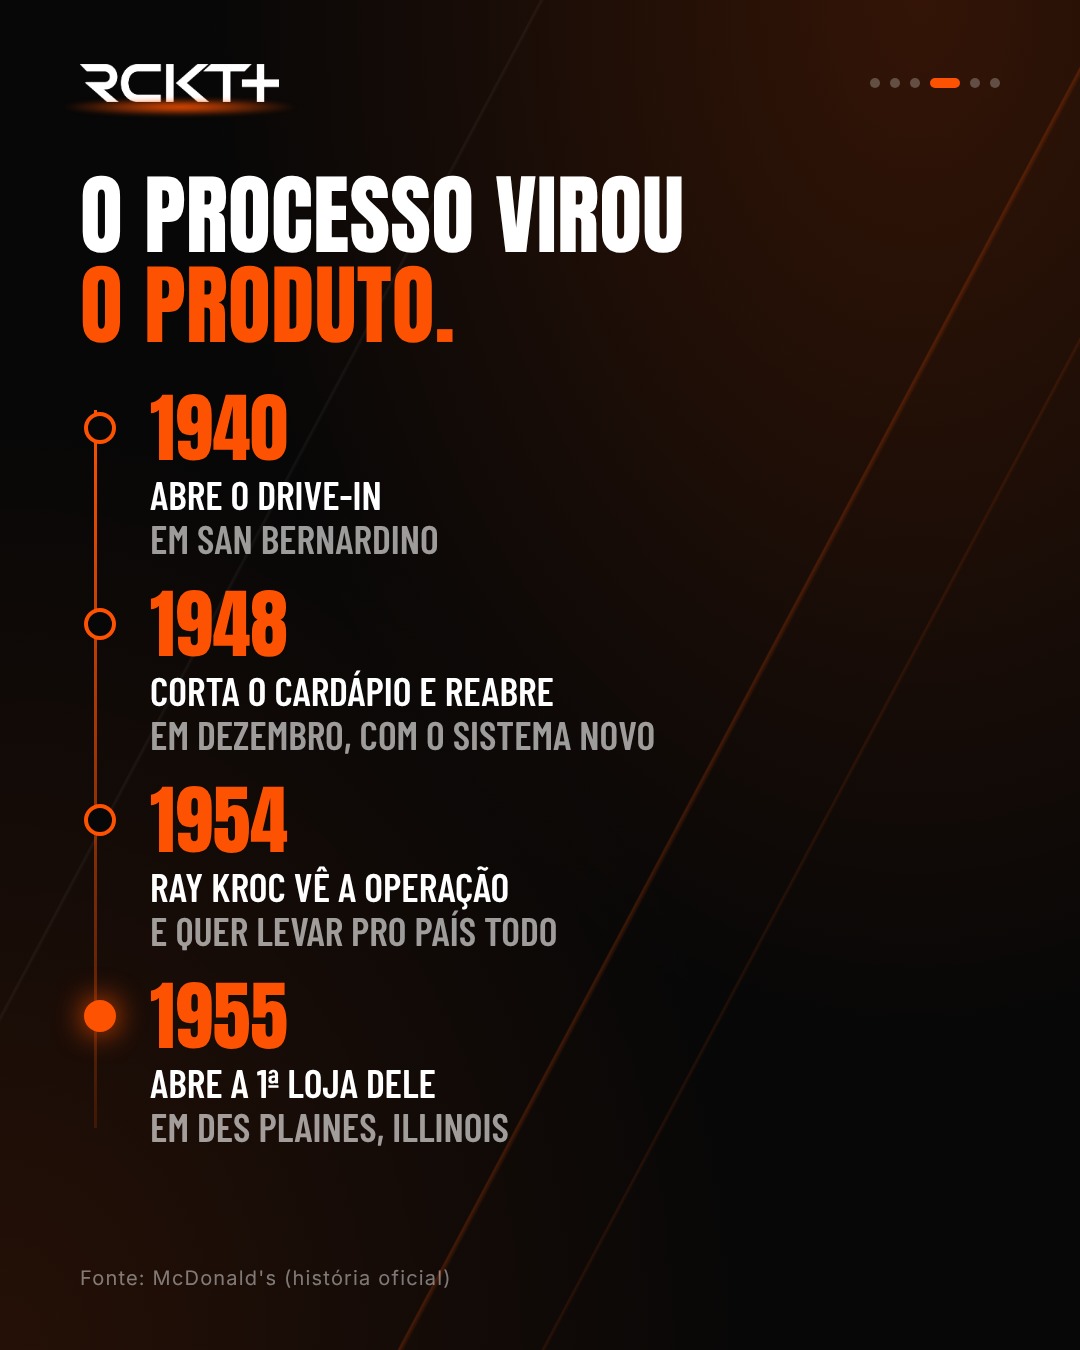 RCKT+
O PROCESSO VIROU
O PRODUTO.
1940
ABRE O DRIVE-IN
EM SAN BERNARDINO
1948
CORTA O CARDÁPIO E REABRE
EM DEZEMBRO, COM O SISTEMA NOVO
1954
RAY KROC VÊ A OPERAÇÃO
E QUER LEVAR PRO PAÍS TODO
1955
ABRE A 1ª LOJA DELE
EM DES PLAINES, ILLINOIS
Fonte: McDonald's (história oficial)